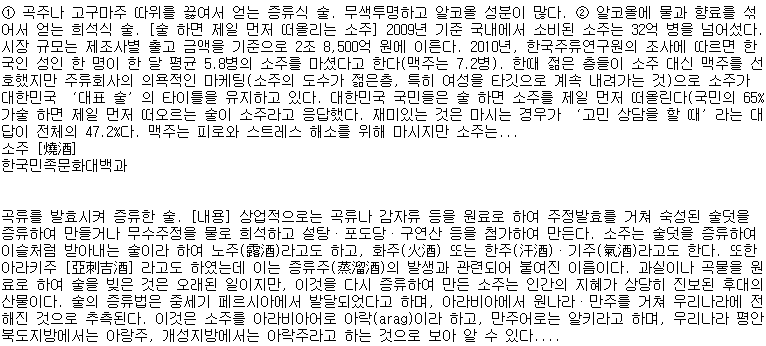 ① 곡주나 고구마주 따위를 끓여서 얻는 증류식 술. 무색투명하고 알코올 성분이 많다. ② 알코올에 물과 향료를 섞
어서 얻는 희석식 술. [술 하면 제일 먼저 떠올리는 소주] 2009년 기준 국내에서 소비된 소주는 32억 병을 넘어섰다.
시장 규모는 제조사별 출고 금액을 기준으로 2조 8,500억 원에 이른다. 2010년, 한국주류연구원의 조사에 따르면 한
국인 성인 한 명이 한 달 평균 5.8병의 소주를 마셨다고 한다(맥주는 7.2병). 한때 젊은 층들이 소주 대신 맥주를 선
호했지만 주류회사의 의욕적인 마케팅(소주의 도수가 젊은층, 특히 여성을 타깃으로 계속 내려가는 것)으로 소주가
대한민국 ‘대표 술’의 타이틀을 유지하고 있다. 대한민국 국민들은 술 하면 소주를 제일 먼저 떠올린다(국민의 65%
가술 하면 제일 먼저 떠오르는 술이 소주라고 응답했다. 재미있는 것은 마시는 경우가 ‘고민 상담을 할 때’라는 대
답이 전체의 47.2%다. 맥주는 피로와 스트레스 해소를 위해 마시지만 소주는...
소주 [燒酒]
한국민족문화대백과
곡류를 발효시켜 증류한 술. [내용] 상업적으로는 곡류나 감자류 등을 원료로 하여 주정발효를 거쳐 숙성된 술덧을
증류하여 만들거나 무수주정을 물로 희석하고 설탕·포도당·구연산 등을 첨가하여 만든다. 소주는 술덧을 증류하여
이슬처럼 받아내는 술이라 하여 노주(露酒)라고도 하고, 화주(火酒) 또는 한주(汗酒)·기주(氣酒)라고도 한다. 또한
아라키주 [亞刺吉酒] 라고도 하였는데 이는 증류주(蒸溜酒)의 발생과 관련되어 붙여진 이름이다. 과실이나 곡물을 원
료로 하여 술을 빚은 것은 오래된 일이지만, 이것을 다시 증류하여 만든 소주는 인간의 지혜가 상당히 진보된 후대의
산물이다. 술의 증류법은 중세기 페르시아에서 발달되었다고 하며, 아라비아에서 원나라·만주를 거쳐 우리나라에 전
해진 것으로 추측된다. 이것은 소주를 아라비아어로 아락(arag)이라 하고, 만주어로는 알키라고 하며, 우리나라 평안
북도지방에서는 아랑주, 개성지방에서는 아락주라고 하는 것으로 보아 알 수 있다....